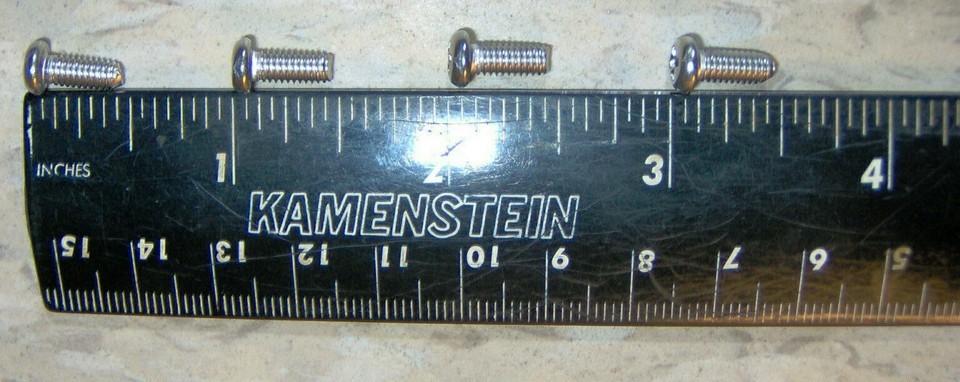 1 2 3 4
INCHES
KAMENSTEIN
15 14 13 12 11 10 9 8 7 6 5